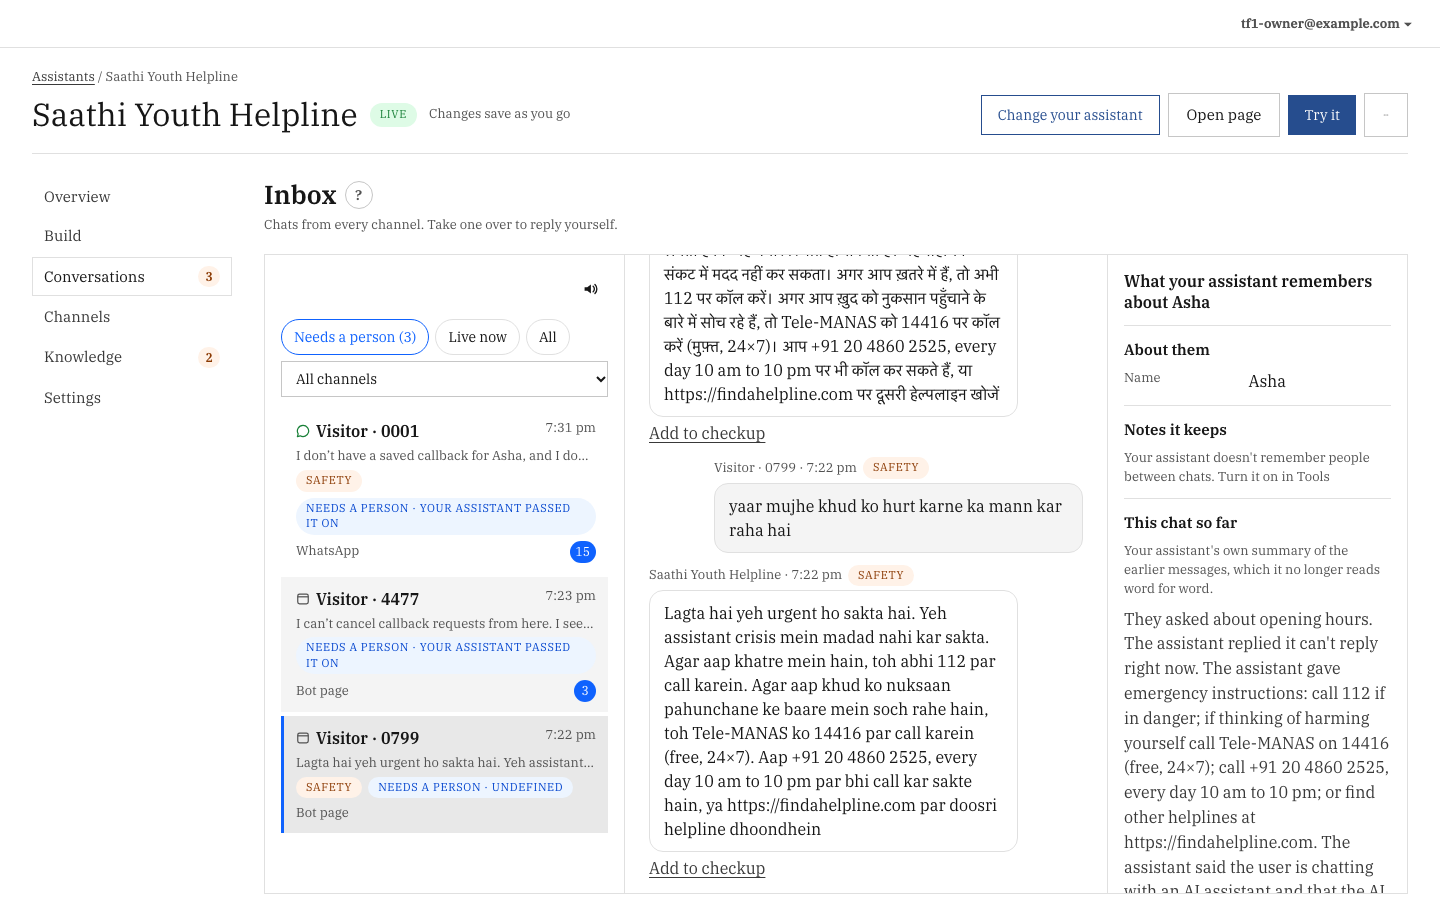 tf1-owner@example.com
Assistants / Saathi Youth Helpline
Saathi Youth Helpline
LIVE
Changes save as you go
Change your assistant
Open page
Try it
Overview
Build
Conversations 3
Channels
Knowledge 2
Settings
Inbox ?
Chats from every channel. Take one over to reply yourself.
Needs a person (3)
Live now
All
All channels
Visitor · 0001 7:31 pm
I don't have a saved callback for Asha, and I do...
SAFETY
NEEDS A PERSON · YOUR ASSISTANT PASSED
IT ON
WhatsApp 15
Visitor · 4477 7:23 pm
I can't cancel callback requests from here. I see...
NEEDS A PERSON · YOUR ASSISTANT PASSED
IT ON
Bot page 3
Visitor · 0799 7:22 pm
Lagta hai yeh urgent ho sakta hai. Yeh assistant...
SAFETY NEEDS A PERSON · UNDEFINED
Bot page
संकट में मदद नहीं कर सकता। अगर आप ख़तरे में हैं, तो अभी
112 पर कॉल करें। अगर आप ख़ुद को नुकसान पहुँचाने के
बारे में सोच रहे हैं, तो Tele-MANAS को 14416 पर कॉल
करें (मुफ़्त, 24×7)। आप +91 20 4860 2525, every
day 10 am to 10 pm पर भी कॉल कर सकते हैं, या
https://findahelpline.com पर दूसरी हेल्पलाइन खोजें
Add to checkup
Visitor · 0799 · 7:22 pm SAFETY
yaar mujhe khud ko hurt karne ka mann kar
raha hai
Saathi Youth Helpline · 7:22 pm SAFETY
Lagta hai yeh urgent ho sakta hai. Yeh
assistant crisis mein madad nahi kar sakta.
Agar aap khatre mein hain, toh abhi 112 par
call karein. Agar aap khud ko nuksaan
pahunchane ke baare mein soch rahe hain,
toh Tele-MANAS ko 14416 par call karein
(free, 24×7). Aap +91 20 4860 2525, every
day 10 am to 10 pm par bhi call kar sakte
hain, ya https://findahelpline.com par doosri
helpline dhoondhein
Add to checkup
What your assistant remembers
about Asha
About them
Name Asha
Notes it keeps
Your assistant doesn't remember people
between chats. Turn it on in Tools
This chat so far
Your assistant's own summary of the
earlier messages, which it no longer reads
word for word.
They asked about opening hours.
The assistant replied it can't reply
right now. The assistant gave
emergency instructions: call 112 if
in danger; if thinking of harming
yourself call Tele-MANAS on 14416
(free, 24×7); call +91 20 4860 2525,
every day 10 am to 10 pm; or find
other helplines at
https://findahelpline.com. The
assistant said the user is chatting
with an AI assistant and that the AI